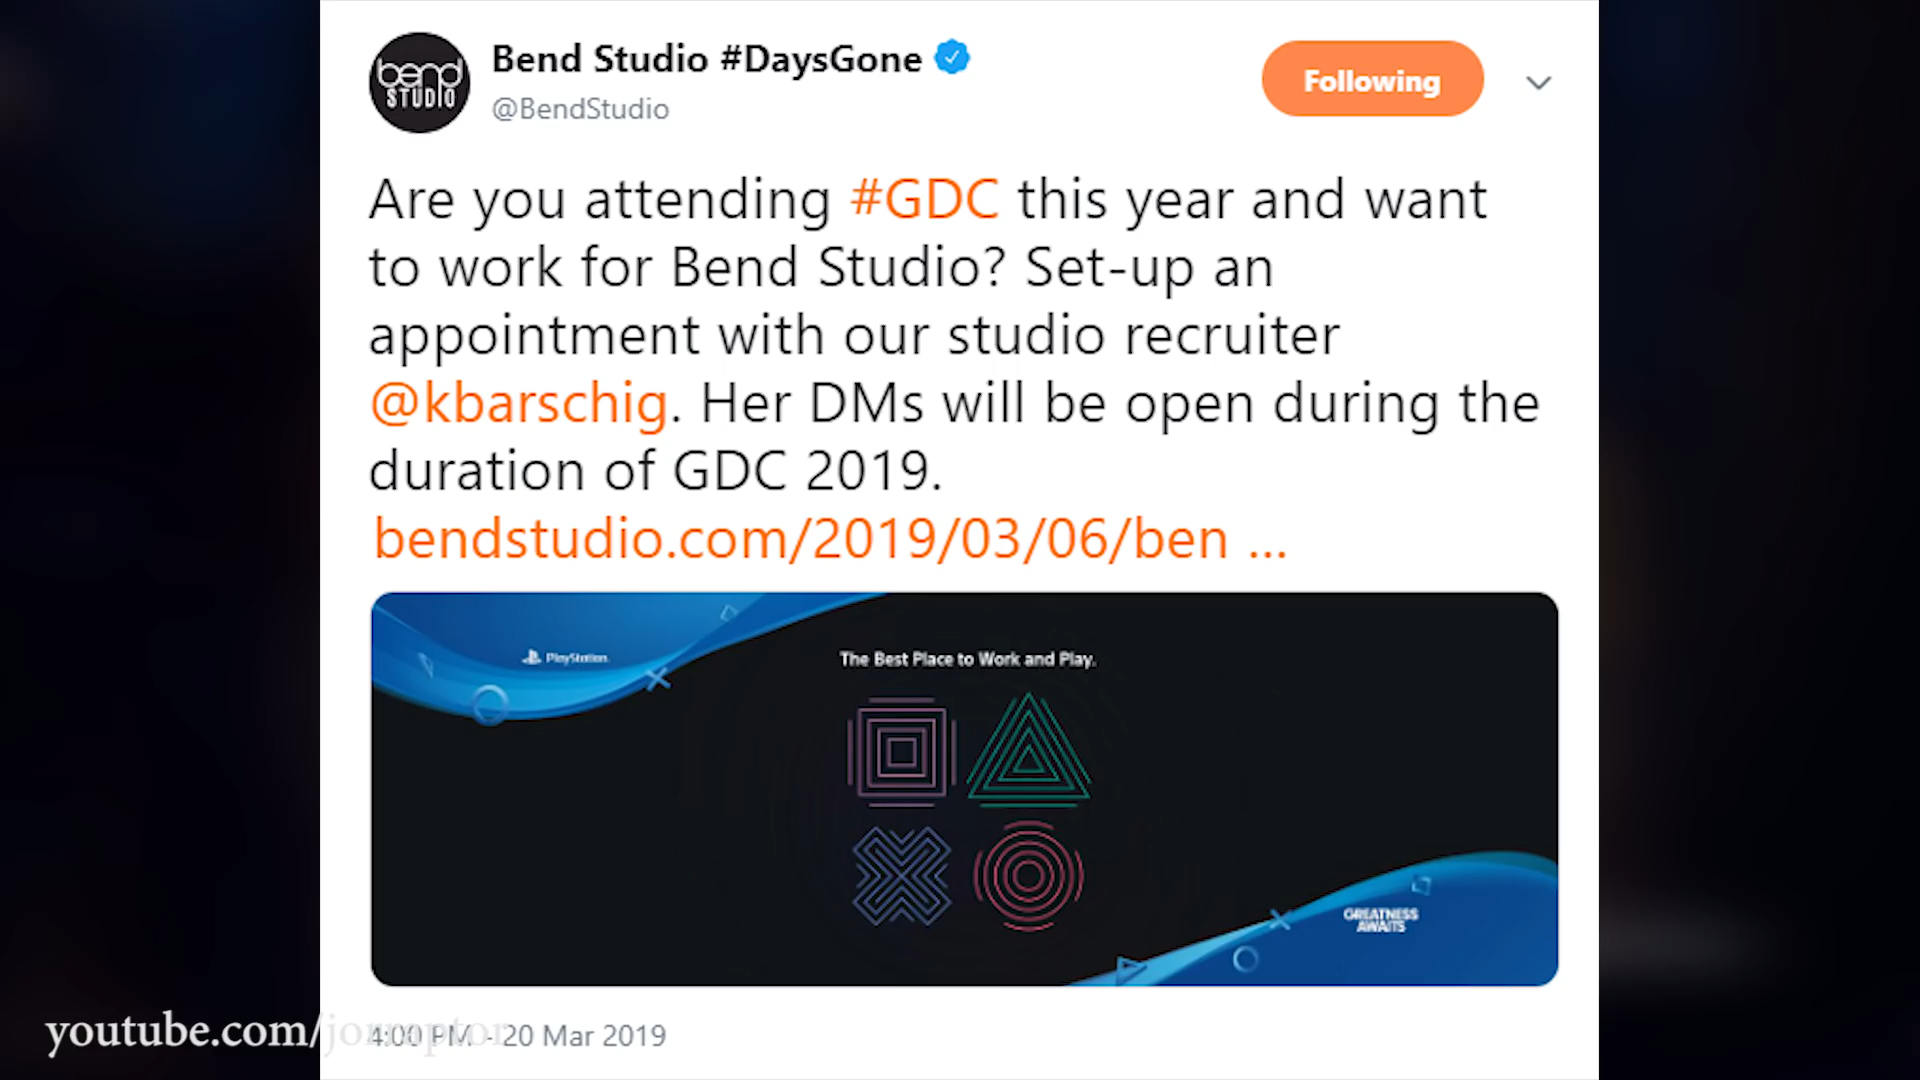 bend
STUDIO
Bend Studio #DaysGone
@BendStudio
Following
Are you attending #GDC this year and want
to work for Bend Studio? Set-up an
appointment with our studio recruiter
@kbarschig. Her DMs will be open during the
duration of GDC 2019.
bendstudio.com/2019/03/06/ben ...
PlayStation
The Best Place to Work and Play.
GREATNESS
AWAITS
4:00 PM - 20 Mar 2019
youtube.com/jorraptor